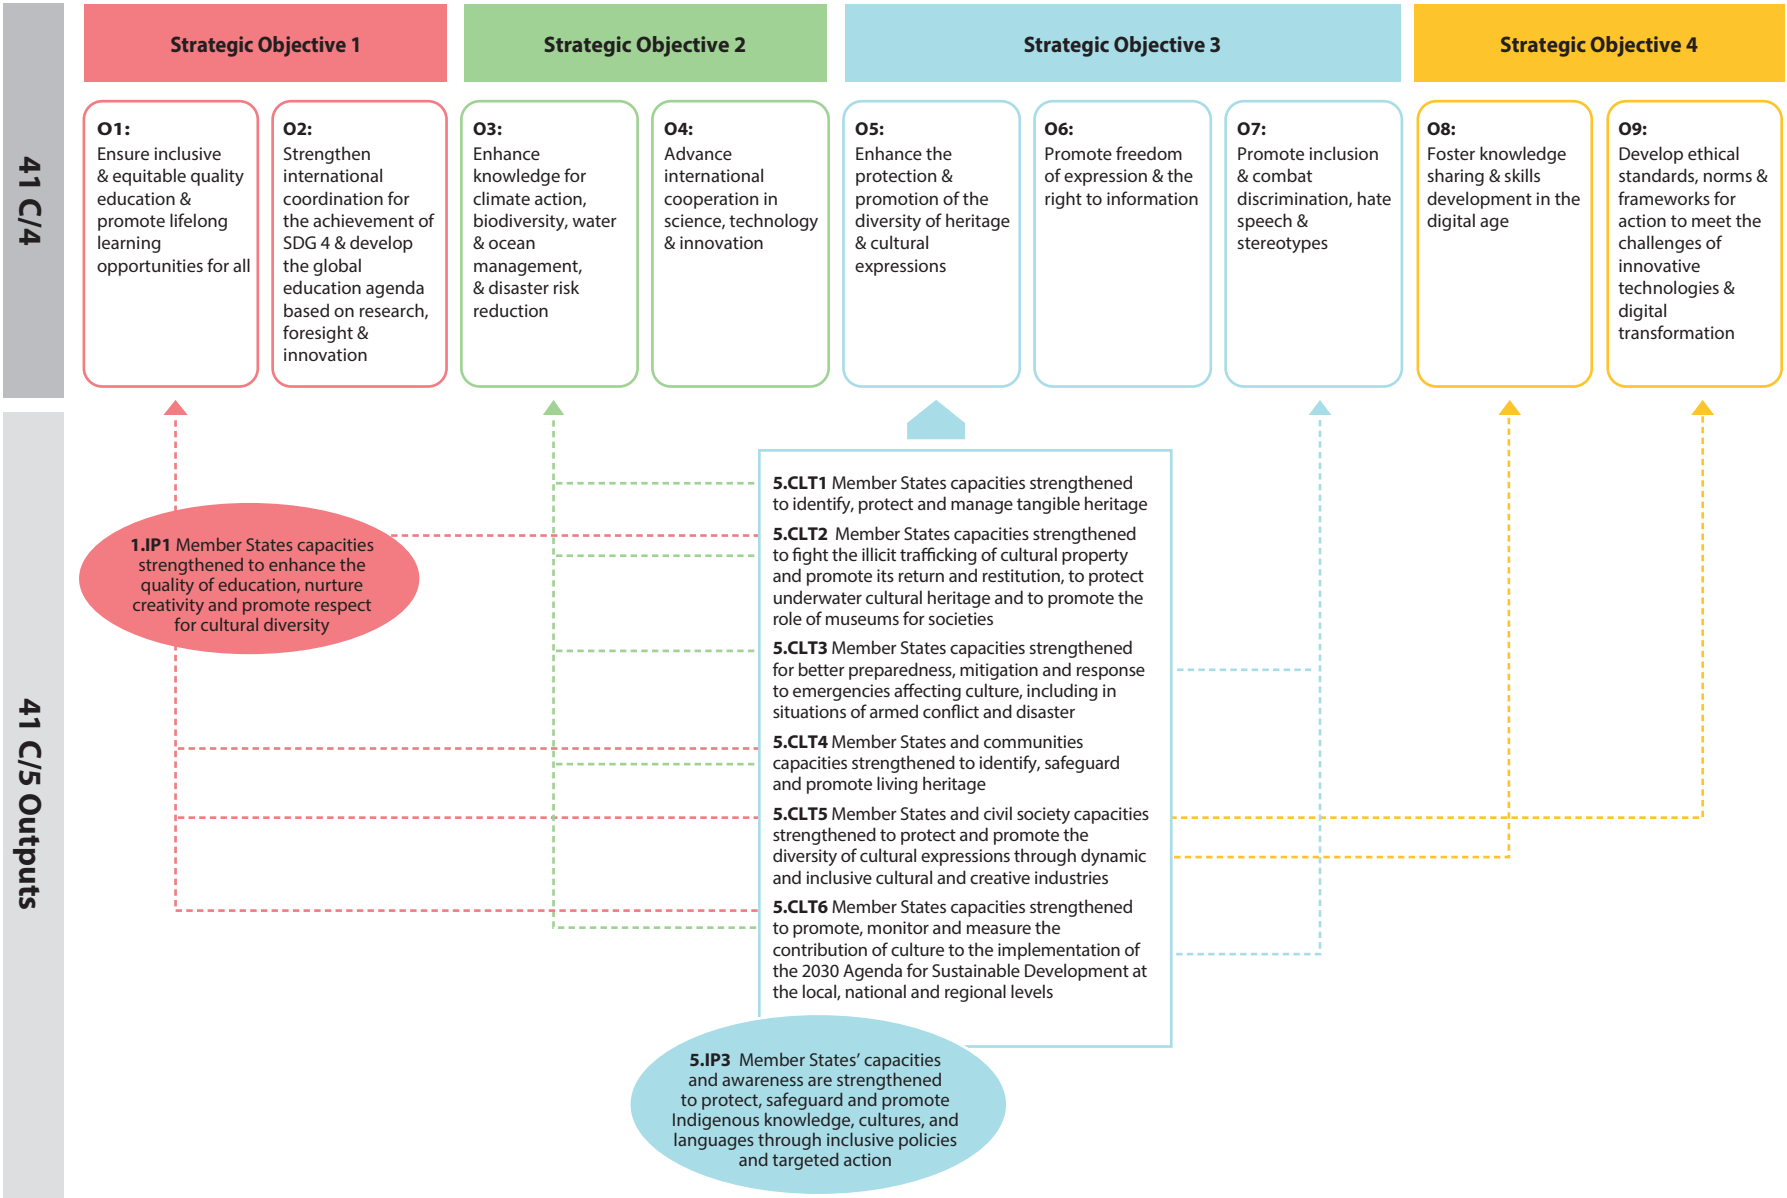 41 C/4
Strategic Objective 1
Strategic Objective 2
Strategic Objective 3
Strategic Objective 4
O1:
Ensure inclusive
& equitable quality
education &
promote lifelong
learning
opportunities for all
O2:
Strengthen
international
coordination for
the achievement of
SDG 4 & develop
the global
education agenda
based on research,
foresight &
innovation
O3:
Enhance
knowledge for
climate action,
biodiversity, water
& ocean
management,
& disaster risk
reduction
O4:
Advance
international
cooperation in
science, technology
& innovation
O5:
Enhance the
protection &
promotion of the
diversity of heritage
& cultural
expressions
O6:
Promote freedom
of expression & the
right to information
O7:
Promote inclusion
& combat
discrimination, hate
speech &
stereotypes
O8:
Foster knowledge
sharing & skills
development in the
digital age
O9:
Develop ethical
standards, norms &
frameworks for
action to meet the
challenges of
innovative
technologies &
digital
transformation
41 C/5 Outputs
1.IP1 Member States capacities
strengthened to enhance the
quality of education, nurture
creativity and promote respect
for cultural diversity
5.CLT1 Member States capacities strengthened
to identify, protect and manage tangible heritage
5.CLT2 Member States capacities strengthened
to fight the illicit trafficking of cultural property
and promote its return and restitution, to protect
underwater cultural heritage and to promote the
role of museums for societies
5.CLT3 Member States capacities strengthened
for better preparedness, mitigation and response
to emergencies affecting culture, including in
situations of armed conflict and disaster
5.CLT4 Member States and communities
capacities strengthened to identify, safeguard
and promote living heritage
5.CLT5 Member States and civil society capacities
strengthened to protect and promote the
diversity of cultural expressions through dynamic
and inclusive cultural and creative industries
5.CLT6 Member States capacities strengthened
to promote, monitor and measure the
contribution of culture to the implementation of
the 2030 Agenda for Sustainable Development at
the local, national and regional levels
5.IP3 Member States’ capacities
and awareness are strengthened
to protect, safeguard and promote
Indigenous knowledge, cultures, and
languages through inclusive policies
and targeted action